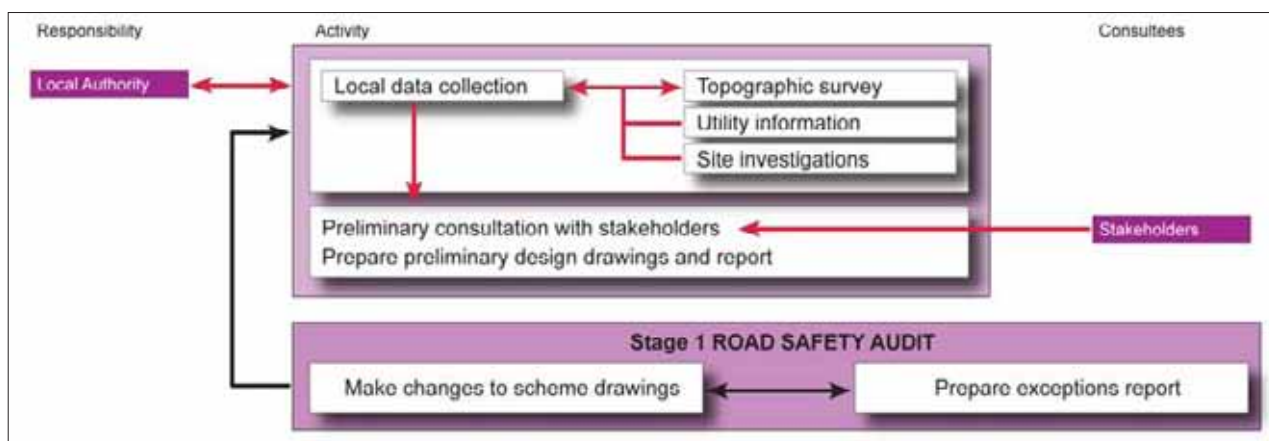 Responsibility
Activity
Consultees
Local Authority
Local data collection
Topographic survey
Utility information
Site investigations
Preliminary consultation with stakeholders
Stakeholders
Prepare preliminary design drawings and report
Stage 1 ROAD SAFETY AUDIT
Make changes to scheme drawings
Prepare exceptions report